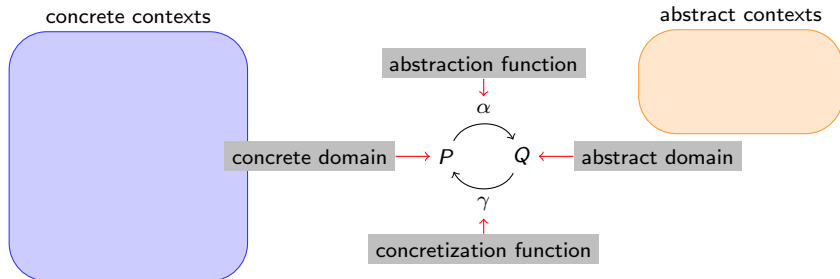 concrete contexts
abstract contexts
abstraction function
α
concrete domain
P
Q
abstract domain
γ
concretization function